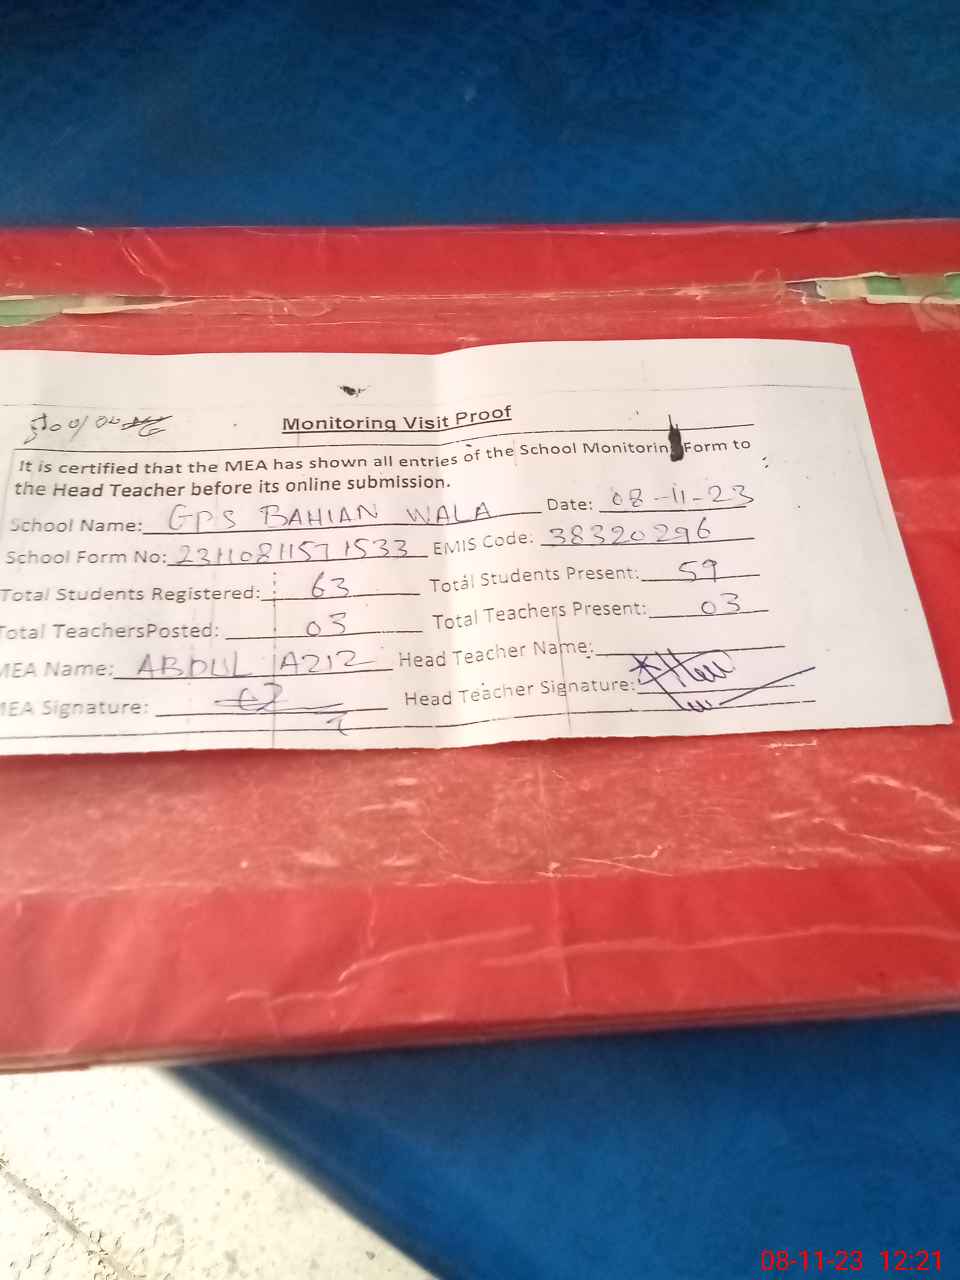 Monitoring Visit Proof
It is certified that the MEA has shown all entries of the School Monitorin Form to
the Head Teacher before its online submission.
School Name: GPS BAHIAN WALA Date: 08-11-23
School Form No: 2311081157 1533 EMIS Code: 38320296
Total Students Registered: 63 Total Students Present: 59
Total TeachersPosted: 03 Total Teachers Present: 03
MEA Name: ABDUL AZIZ Head Teacher Name:
MEA Signature: Head Teacher Signature:
08-11-23 12:21